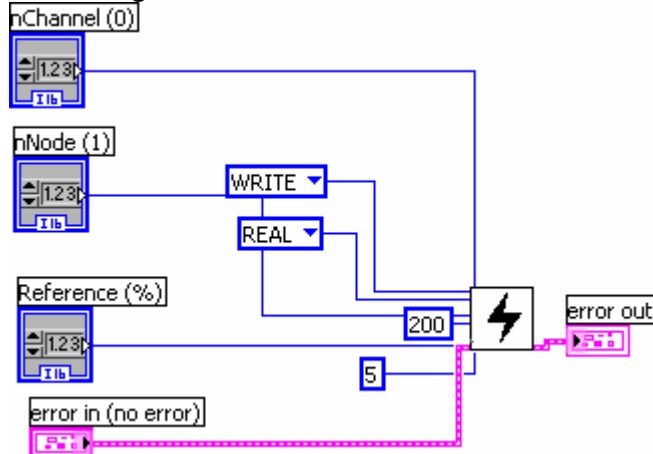 nChannel (0)
1.23
I16
nNode (1)
1.23
I16
WRITE
REAL
Reference (%)
1.23
I16
200
error out
5
error in (no error)